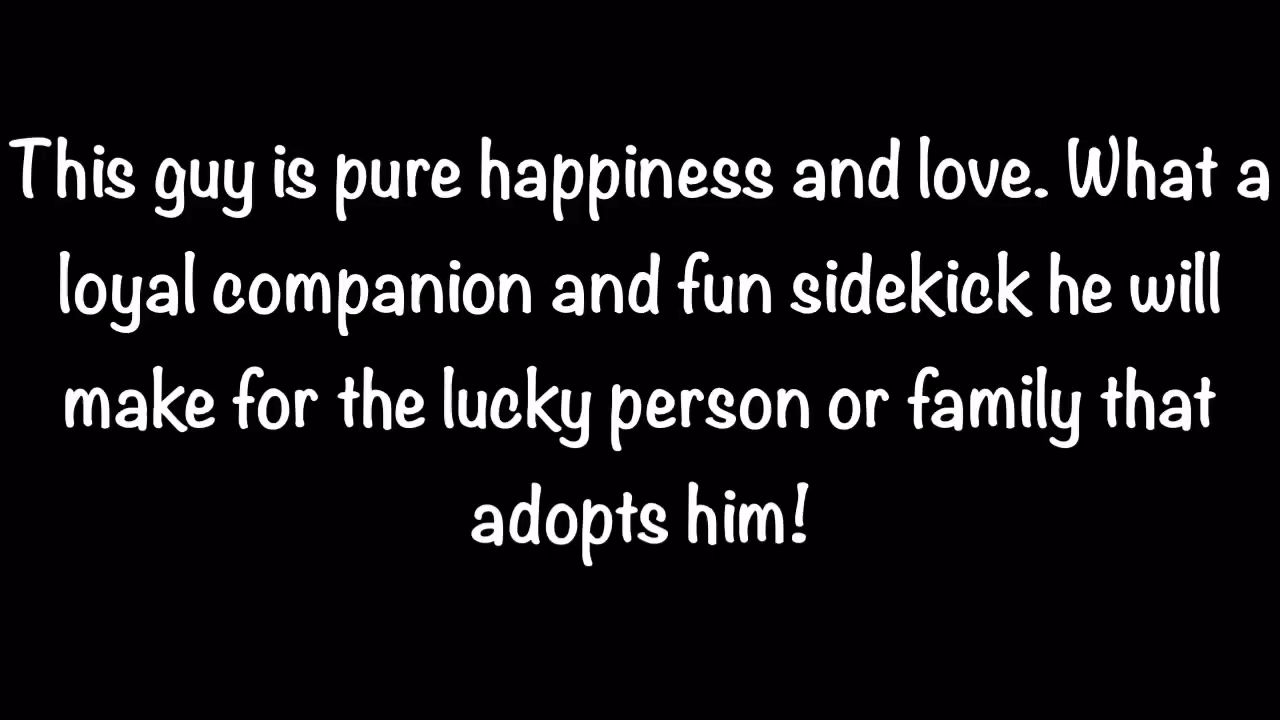 This guy is pure happiness and love. What a
loyal companion and fun sidekick he will
make for the lucky person or family that
adopts him!